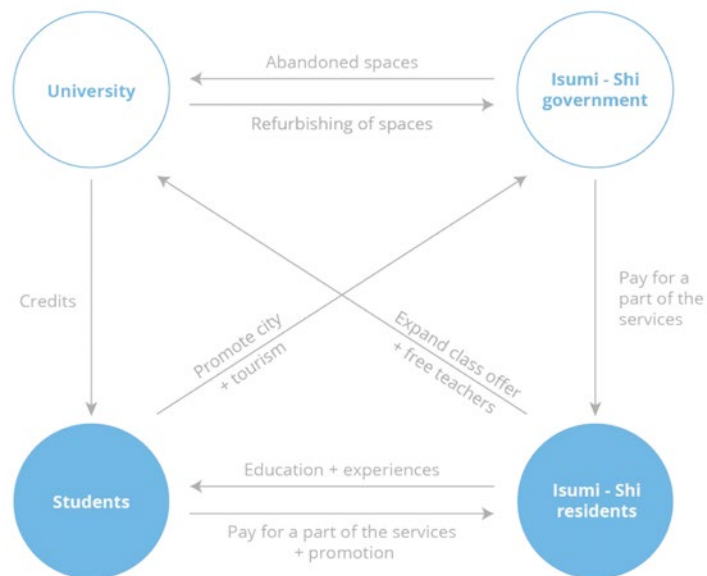 Abandoned spaces
University
Isumi - Shi
government
Refurbishing of spaces
Credits
Pay for a
part of the
services
Promote city
+ tourism
Expand class offer
+ free teachers
Education + experiences
Students
Isumi - Shi
residents
Pay for a part of the services
+ promotion